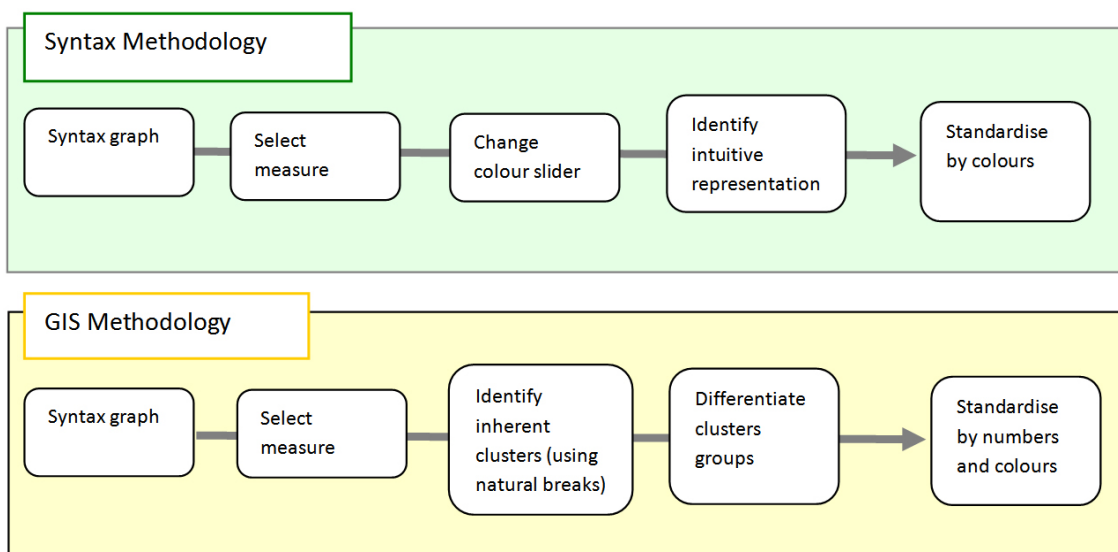 Syntax Methodology
Syntax graph
Select
measure
Change
colour slider
Identify
intuitive
representation
Standardise
by colours
GIS Methodology
Syntax graph
Select
measure
Identify
inherent
clusters (using
natural breaks)
Differentiate
clusters
groups
Standardise
by numbers
and colours